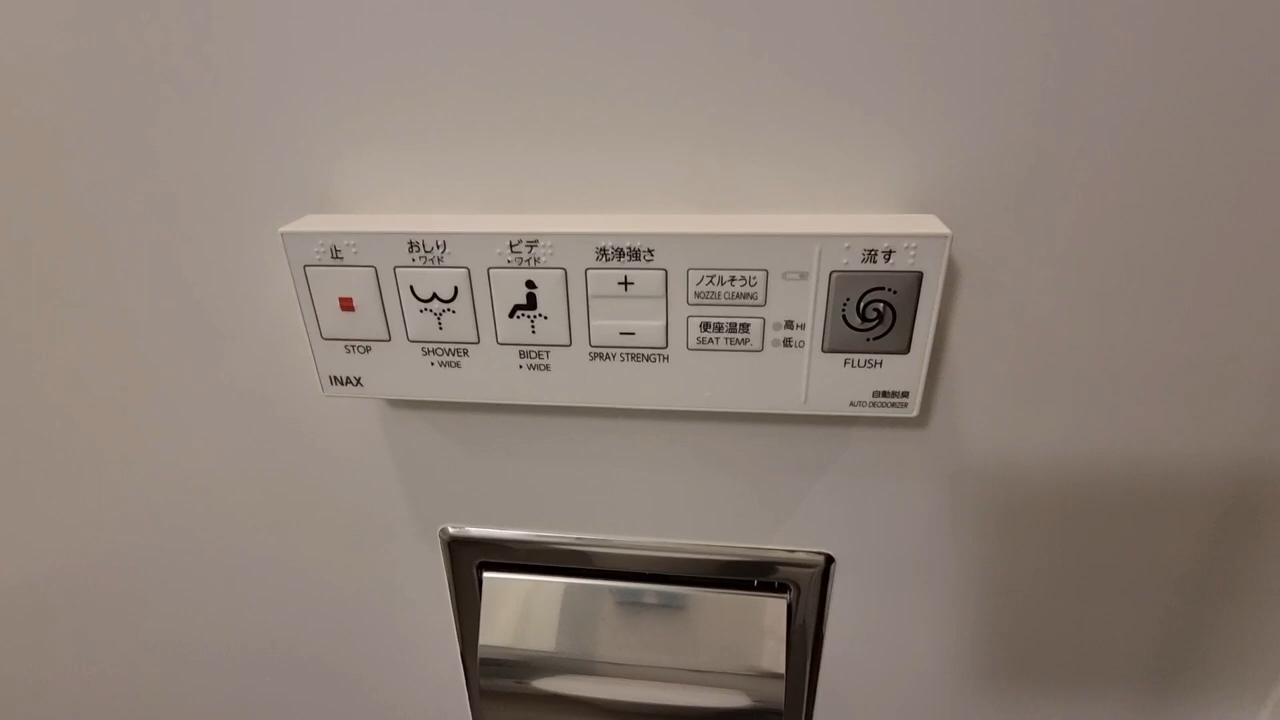 止
STOP
おしり
▸ワイド
SHOWER
▸ WIDE
ビデ
▸ワイド
BIDET
▸ WIDE
洗浄強さ
+
−
SPRAY STRENGTH
ノズルそうじ
NOZZLE CLEANING
便座温度
SEAT TEMP.
高 HI
低 LO
流す
FLUSH
INAX
自動脱臭
AUTO DEODORIZER